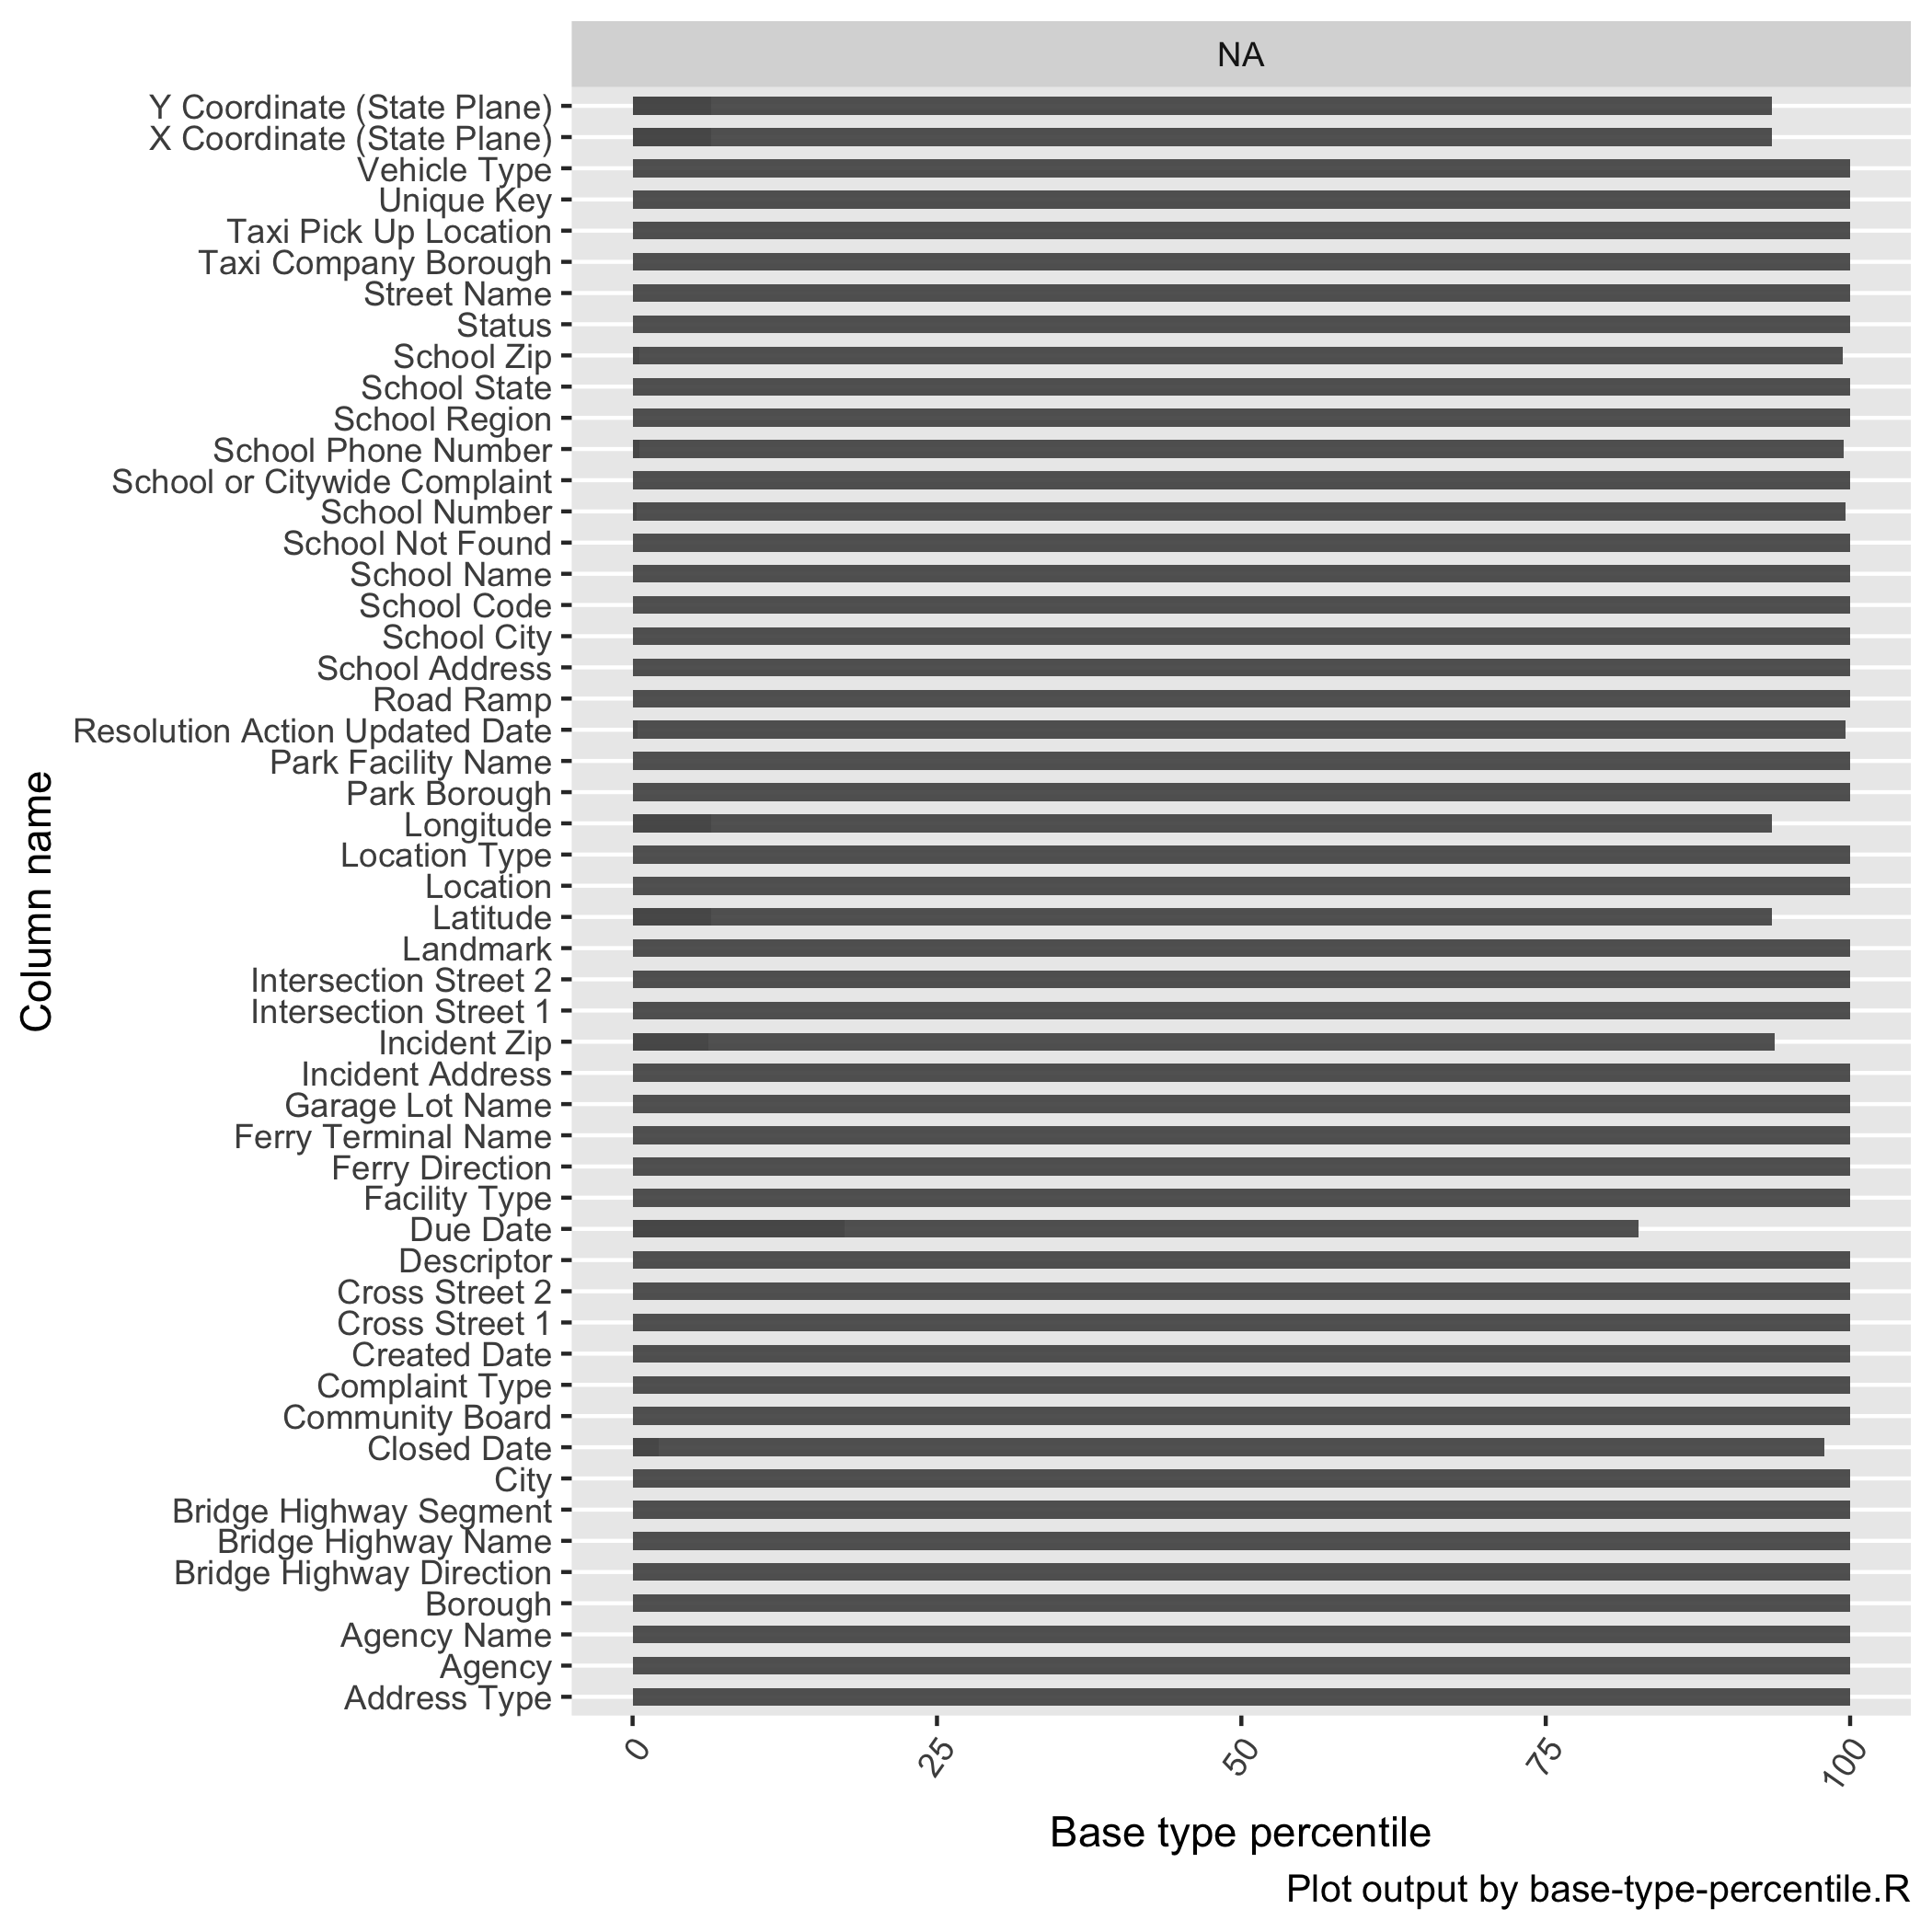 NA
Y Coordinate (State Plane)
X Coordinate (State Plane)
Vehicle Type
Unique Key
Taxi Pick Up Location
Taxi Company Borough
Street Name
Status
School Zip
School State
School Region
School Phone Number
School or Citywide Complaint
School Number
School Not Found
School Name
School Code
School City
School Address
Road Ramp
Resolution Action Updated Date
Park Facility Name
Park Borough
Longitude
Location Type
Location
Latitude
Landmark
Intersection Street 2
Intersection Street 1
Incident Zip
Incident Address
Garage Lot Name
Ferry Terminal Name
Ferry Direction
Facility Type
Due Date
Descriptor
Cross Street 2
Cross Street 1
Created Date
Complaint Type
Community Board
Closed Date
City
Bridge Highway Segment
Bridge Highway Name
Bridge Highway Direction
Borough
Agency Name
Agency
Address Type
Column name
0 25 50 75 100
Base type percentile
Plot output by base-type-percentile.R